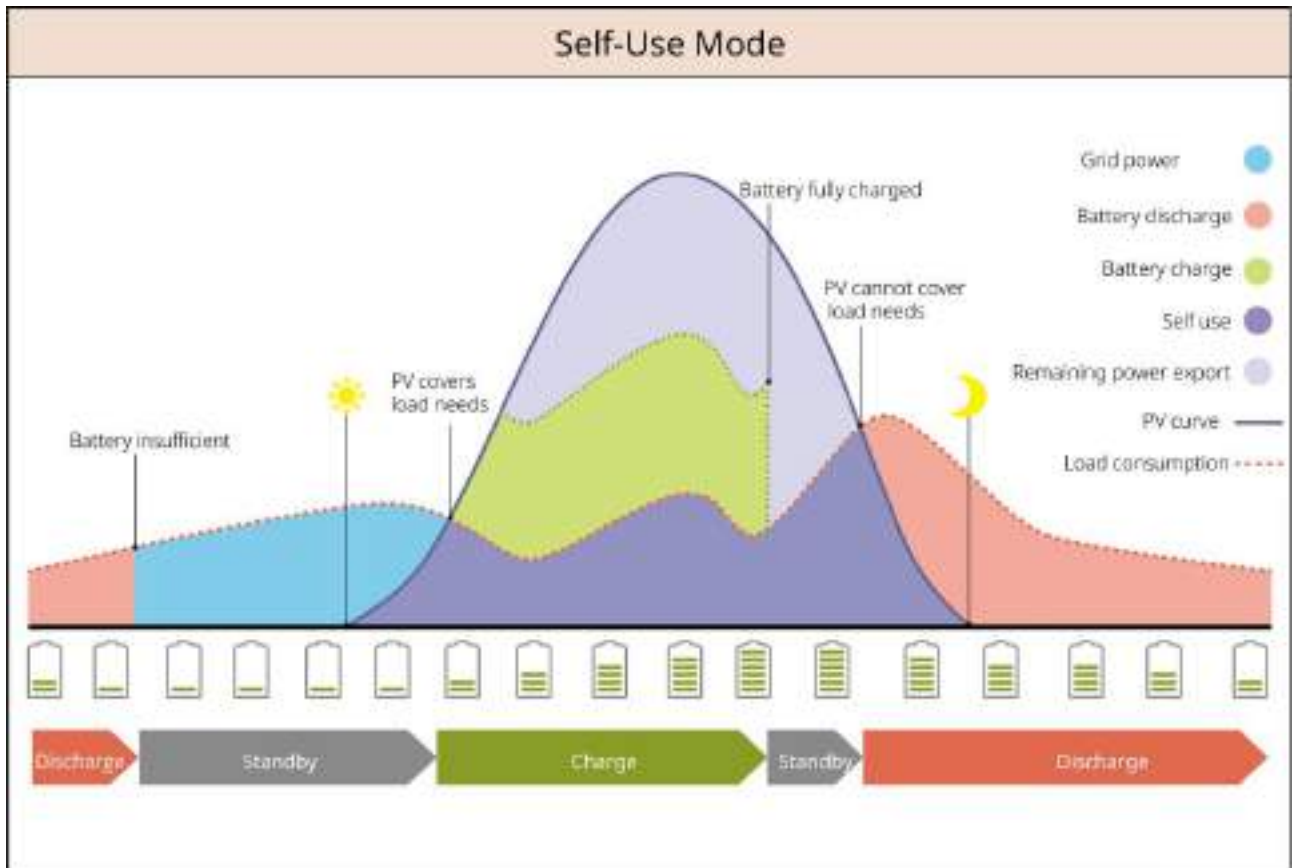 Self-Use Mode
Grid power
Battery fully charged
Battery discharge
Battery charge
PV cannot cover
load needs
Self use
PV covers
load needs
Remaining power export
PV curve
Battery insufficient
Load consumption
Discharge
Standby
Charge
Standby
Discharge